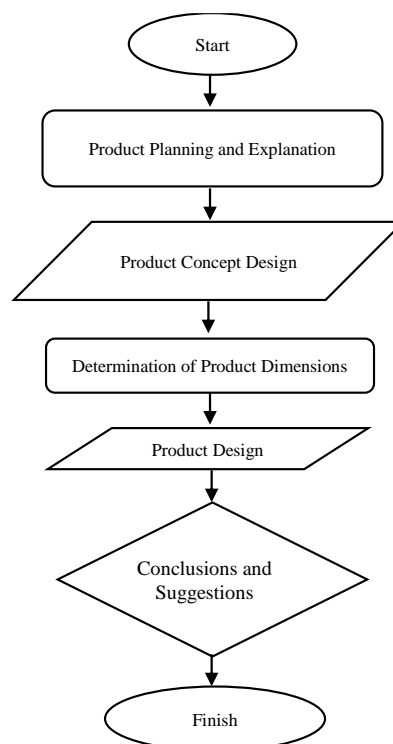 Start
Product Planning and Explanation
Product Concept Design
Determination of Product Dimensions
Product Design
Conclusions and
Suggestions
Finish